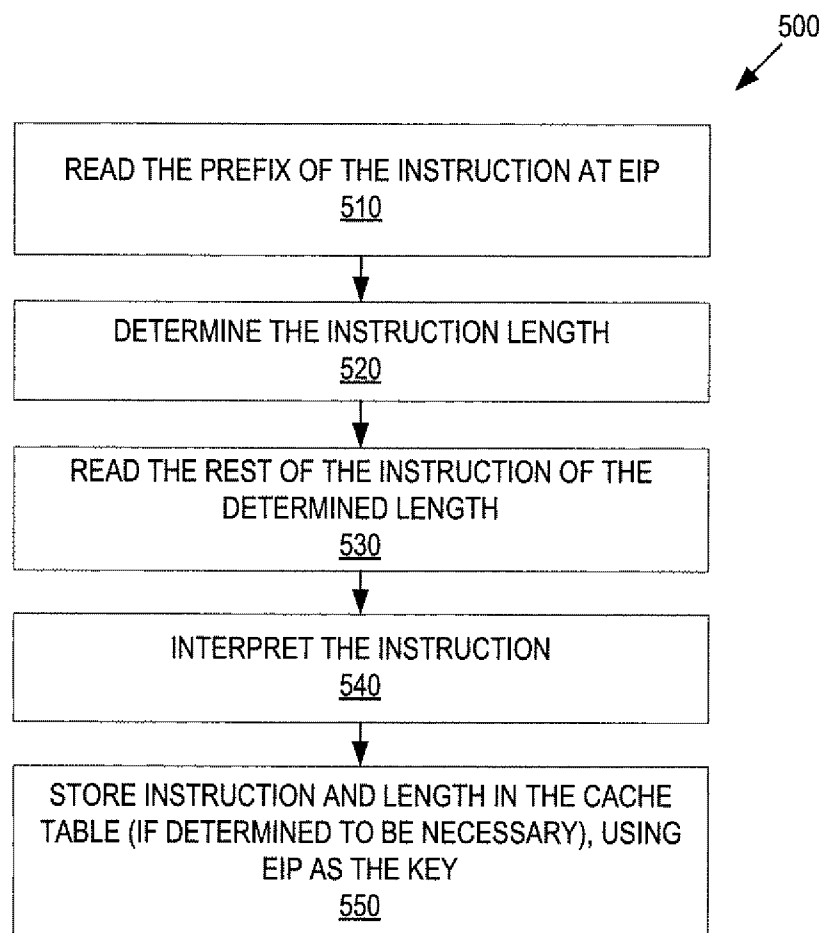 500
READ THE PREFIX OF THE INSTRUCTION AT EIP
510
DETERMINE THE INSTRUCTION LENGTH
520
READ THE REST OF THE INSTRUCTION OF THE
DETERMINED LENGTH
530
INTERPRET THE INSTRUCTION
540
STORE INSTRUCTION AND LENGTH IN THE CACHE
TABLE (IF DETERMINED TO BE NECESSARY), USING
EIP AS THE KEY
550